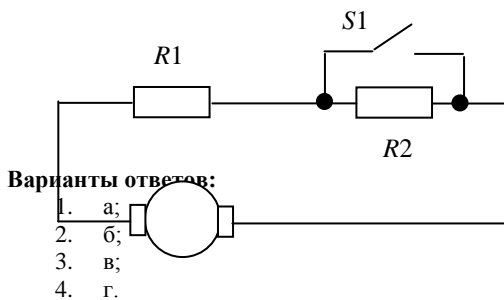 S1
R1
R2
Варианты ответов:
1. а;
2. б;
3. в;
4. г.